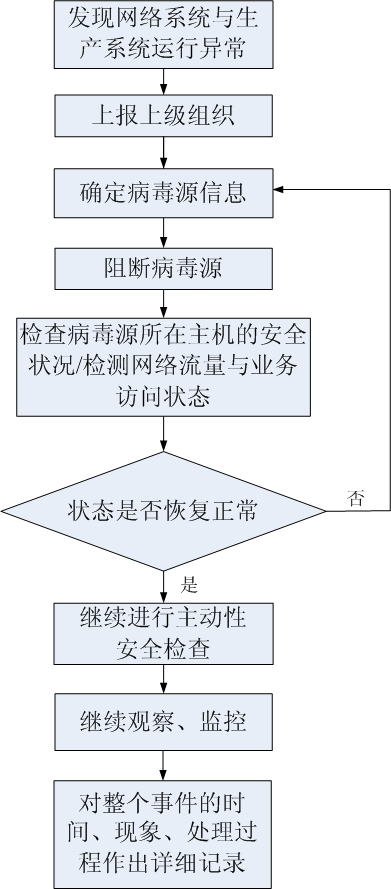 发现网络系统与生
产系统运行异常
上报上级组织
确定病毒源信息
阻断病毒源
检查病毒源所在主机的安全
状况/检测网络流量与业务
访问状态
状态是否恢复正常
否
是
继续进行主动性
安全检查
继续观察、监控
对整个事件的时
间、现象、处理过
程作出详细记录